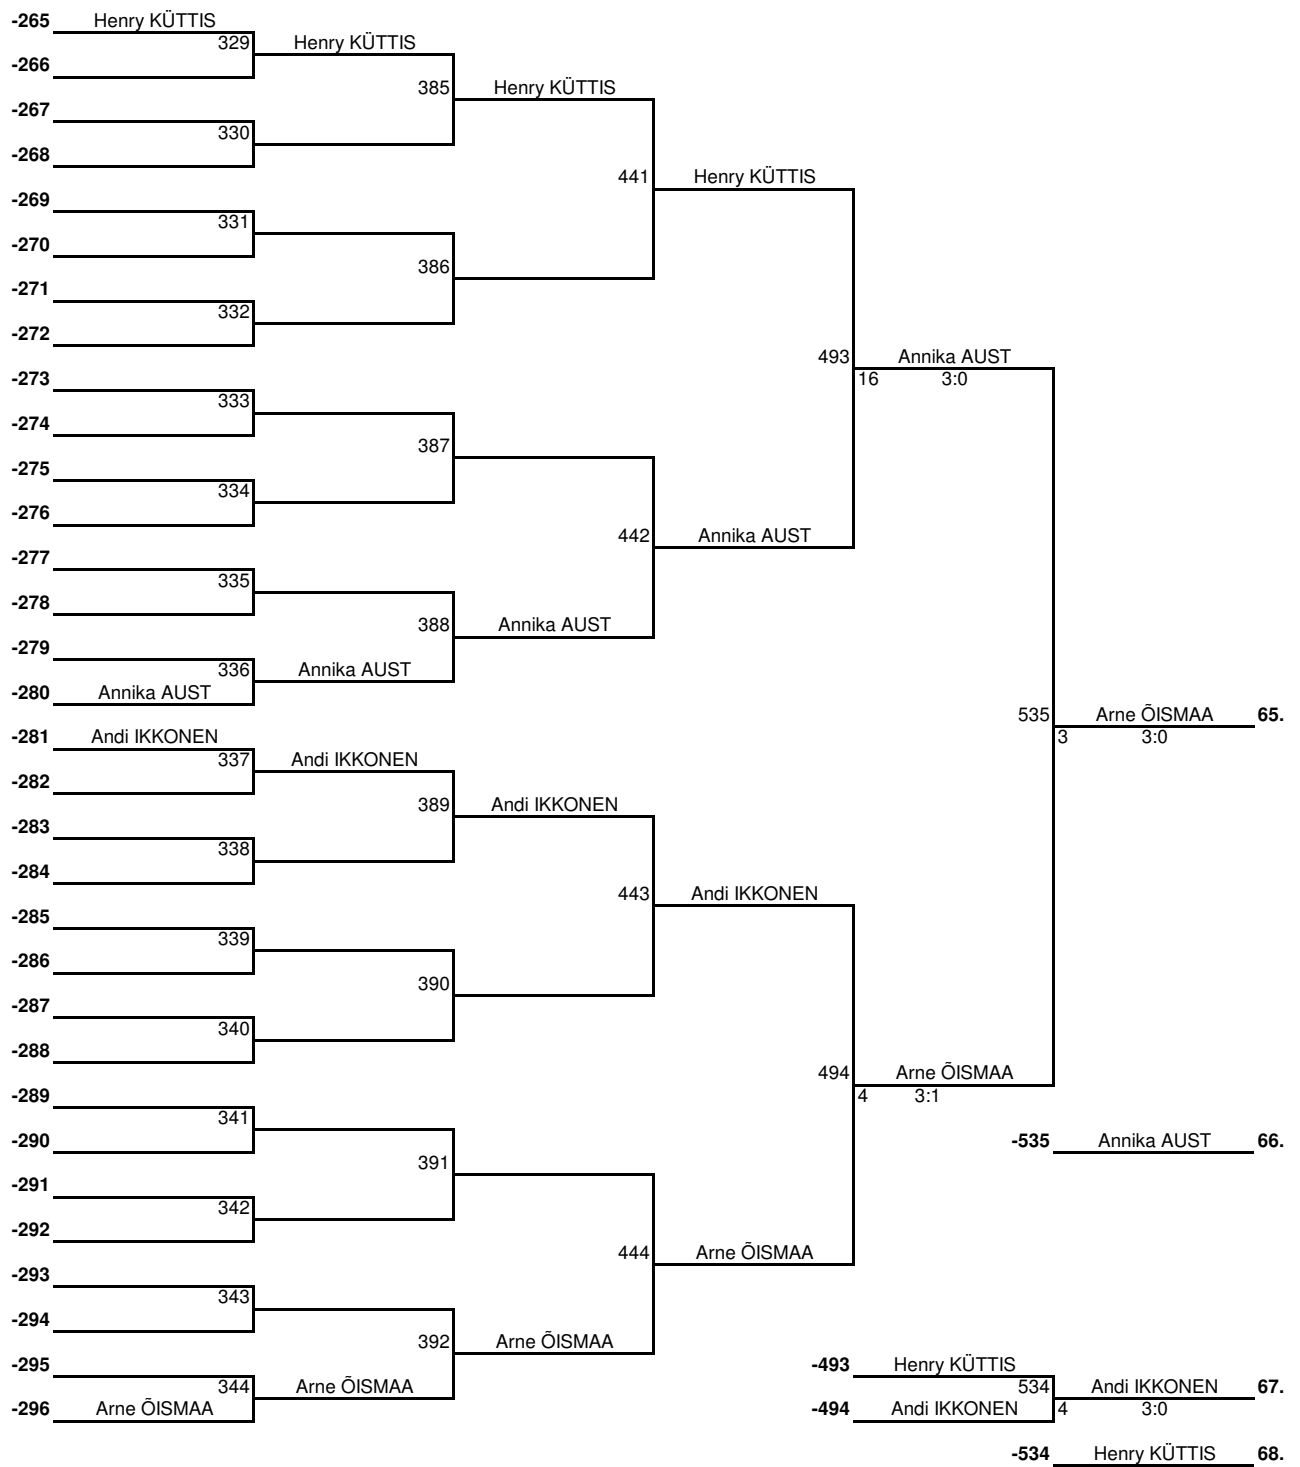 -265 Henry KÜTTIS
329 Henry KÜTTIS
-266
385 Henry KÜTTIS
-267
330
-268
441 Henry KÜTTIS
-269
331
-270
386
-271
332
-272
493 Annika AUST
16 3:0
-273
333
-274
387
-275
334
-276
442 Annika AUST
-277
335
-278
388 Annika AUST
-279
336 Annika AUST
-280 Annika AUST
535 Arne ÕISMAA 65.
3 3:0
-281 Andi IKKONEN
337 Andi IKKONEN
-282
389 Andi IKKONEN
-283
338
-284
443 Andi IKKONEN
-285
339
-286
390
-287
340
-288
494 Arne ÕISMAA
4 3:1
-289
341
-290
-535 Annika AUST 66.
391
-291
342
-292
444 Arne ÕISMAA
-293
343
-294
392 Arne ÕISMAA
-295
344 Arne ÕISMAA
-296 Arne ÕISMAA
-493 Henry KÜTTIS
534 Andi IKKONEN 67.
-494 Andi IKKONEN
4 3:0
-534 Henry KÜTTIS 68.